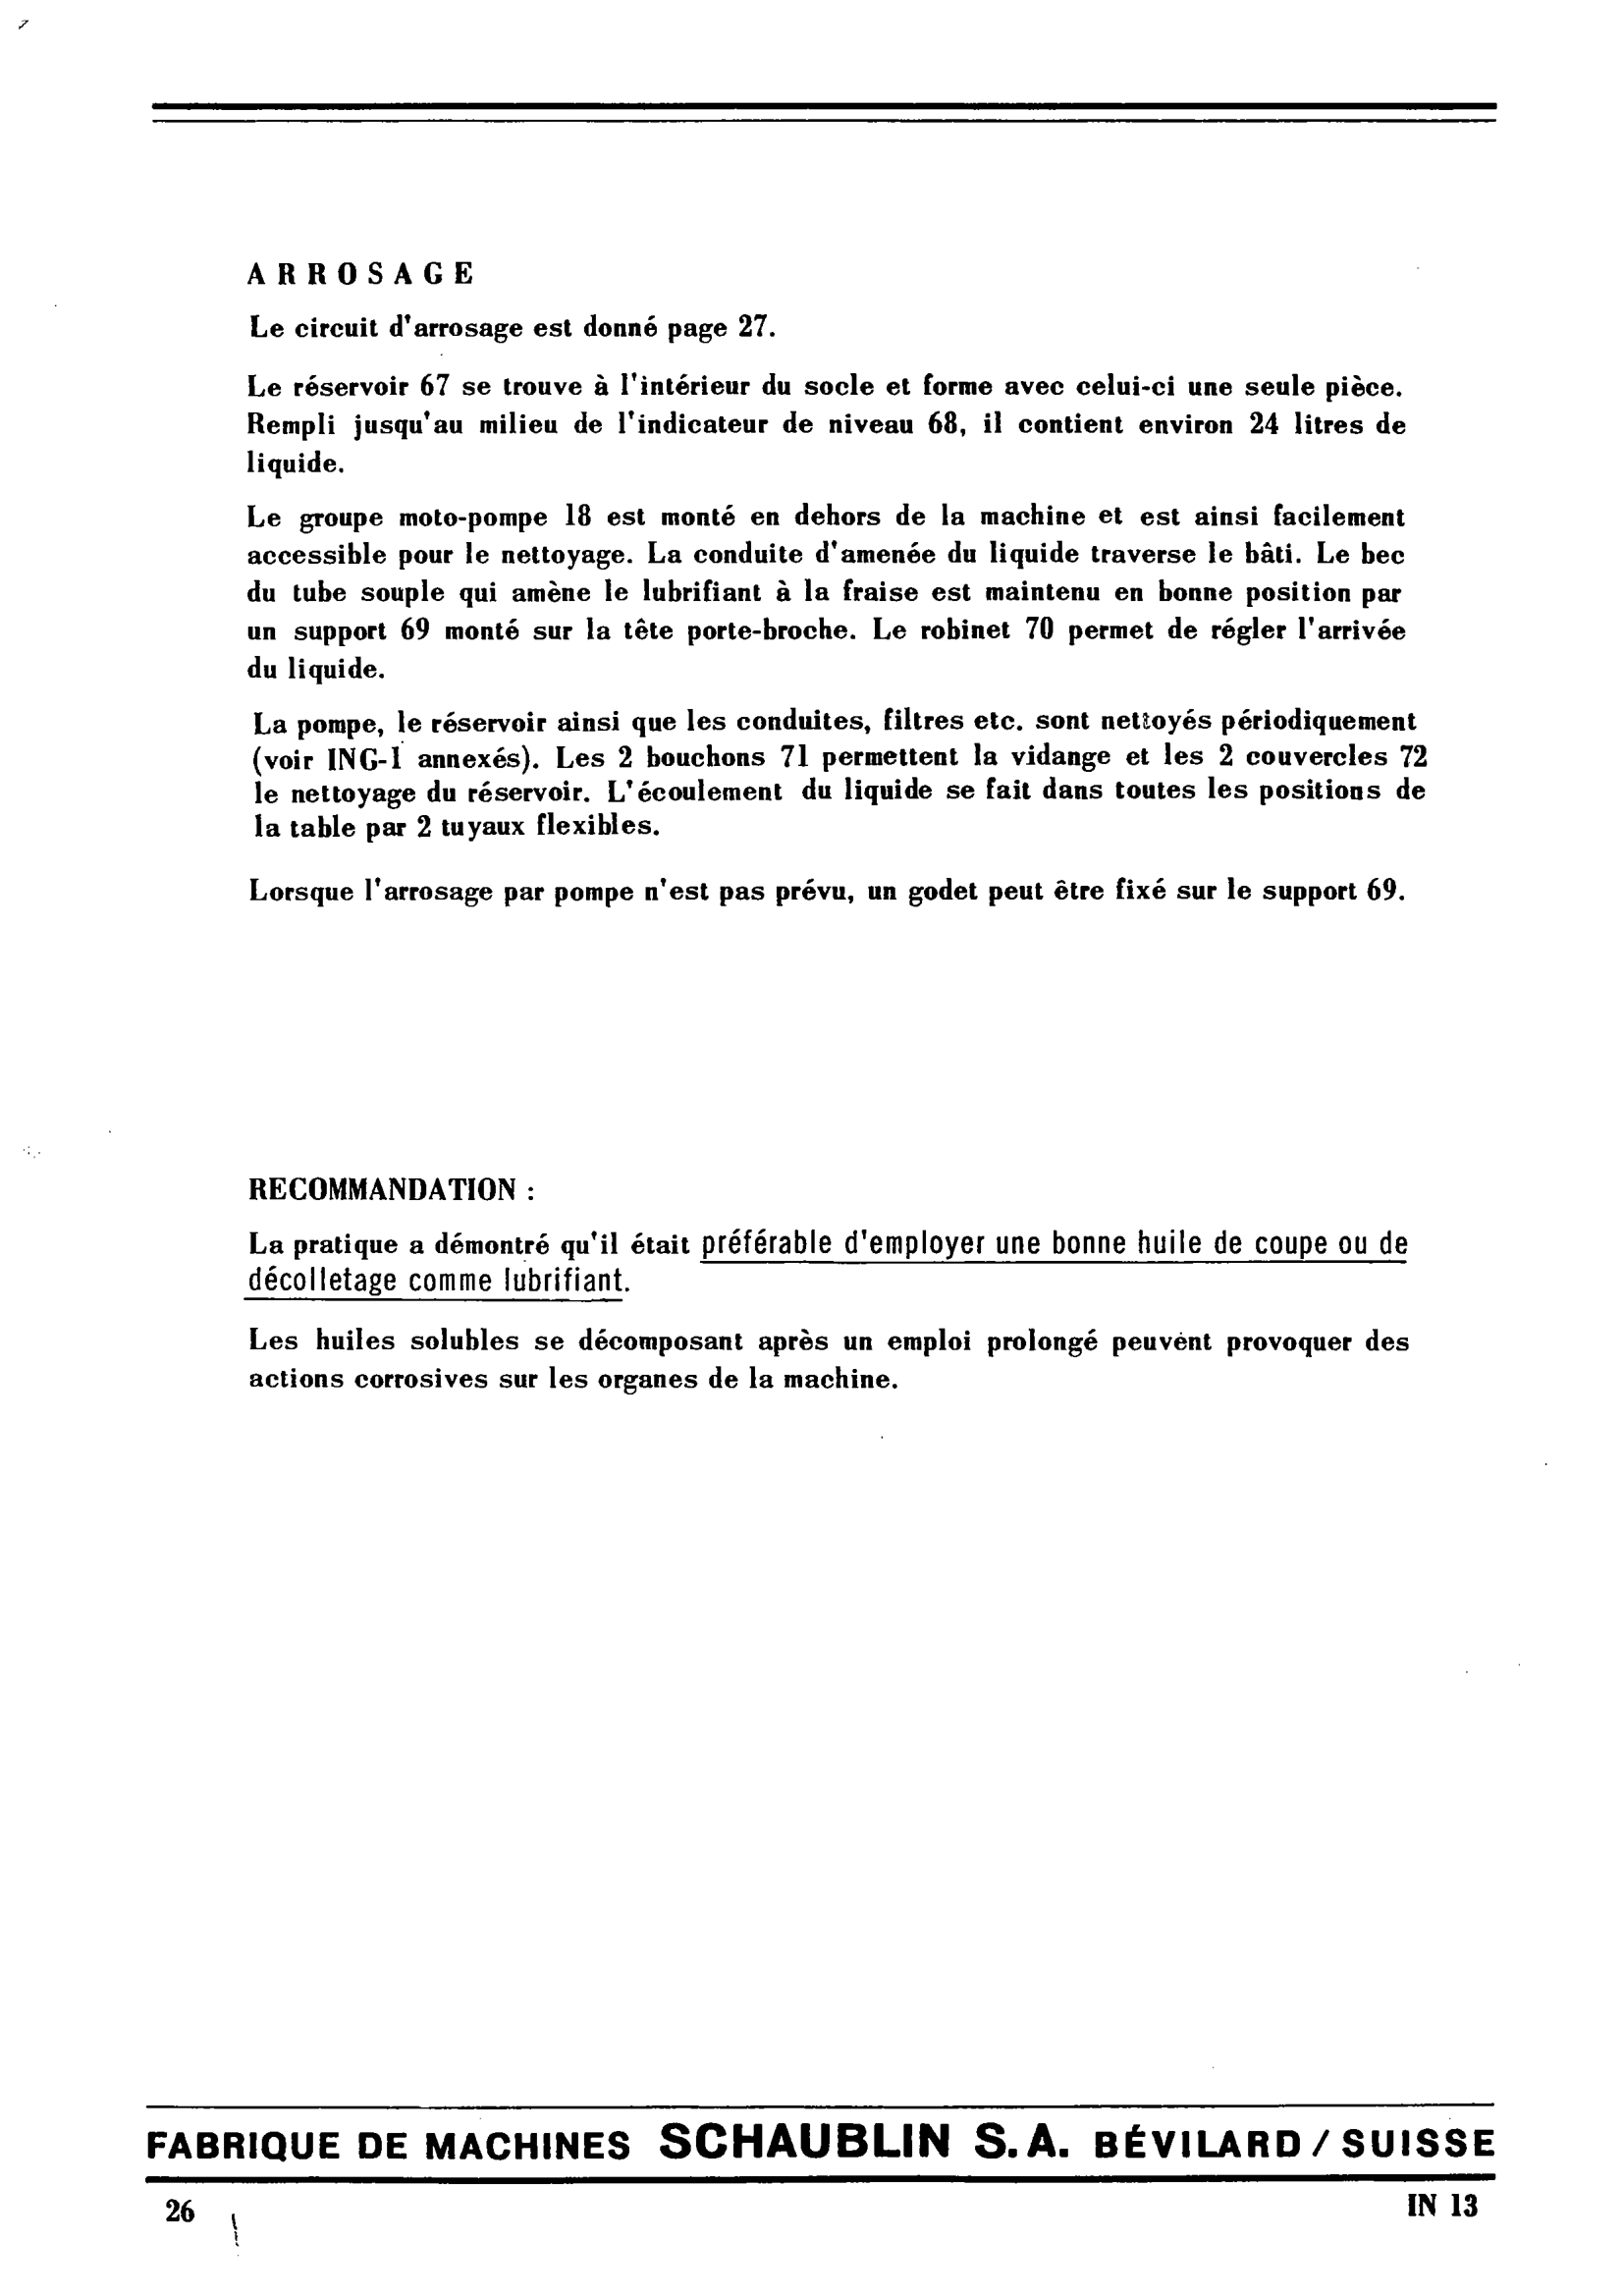 ARROSAGE
Le circuit d'arrosage est donné page 27.
Le réservoir 67 se trouve à l'intérieur du socle et forme avec celui-ci une seule pièce.
Rempli jusqu'au milieu de l'indicateur de niveau 68, il contient environ 24 litres de
liquide.
Le groupe moto-pompe 18 est monté en dehors de la machine et est ainsi facilement
accessible pour le nettoyage. La conduite d'amenée du liquide traverse le bâti. Le bec
du tube souple qui amène le lubrifiant à la fraise est maintenu en bonne position par
un support 69 monté sur la tête porte-broche. Le robinet 70 permet de régler l'arrivée
du liquide.
La pompe, le réservoir ainsi que les conduites, filtres etc. sont nettoyés périodiquement
(voir ING-1 annexés). Les 2 bouchons 71 permettent la vidange et les 2 couvercles 72
le nettoyage du réservoir. L'écoulement du liquide se fait dans toutes les positions de
la table par 2 tuyaux flexibles.
Lorsque l'arrosage par pompe n'est pas prévu, un godet peut être fixé sur le support 69.
RECOMMANDATION :
La pratique a démontré qu'il était préférable d'employer une bonne huile de coupe ou de
décolletage comme lubrifiant.
Les huiles solubles se décomposant après un emploi prolongé peuvent provoquer des
actions corrosives sur les organes de la machine.
FABRIQUE DE MACHINES SCHAUBLIN S.A. BÉVILARD / SUISSE
26
IN 13